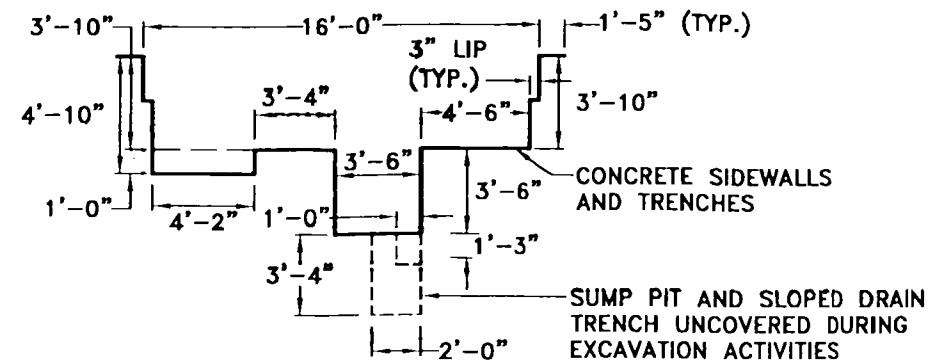 3'-10"
16'-0"
1'-5" (TYP.)
3" LIP
(TYP.)
4'-10"
3'-4"
4'-6"
3'-10"
3'-6"
3'-6"
CONCRETE SIDEWALLS
AND TRENCHES
1'-0"
4'-2"
1'-0"
1'-3"
3'-4"
SUMP PIT AND SLOPED DRAIN
TRENCH UNCOVERED DURING
EXCAVATION ACTIVITIES
2'-0"